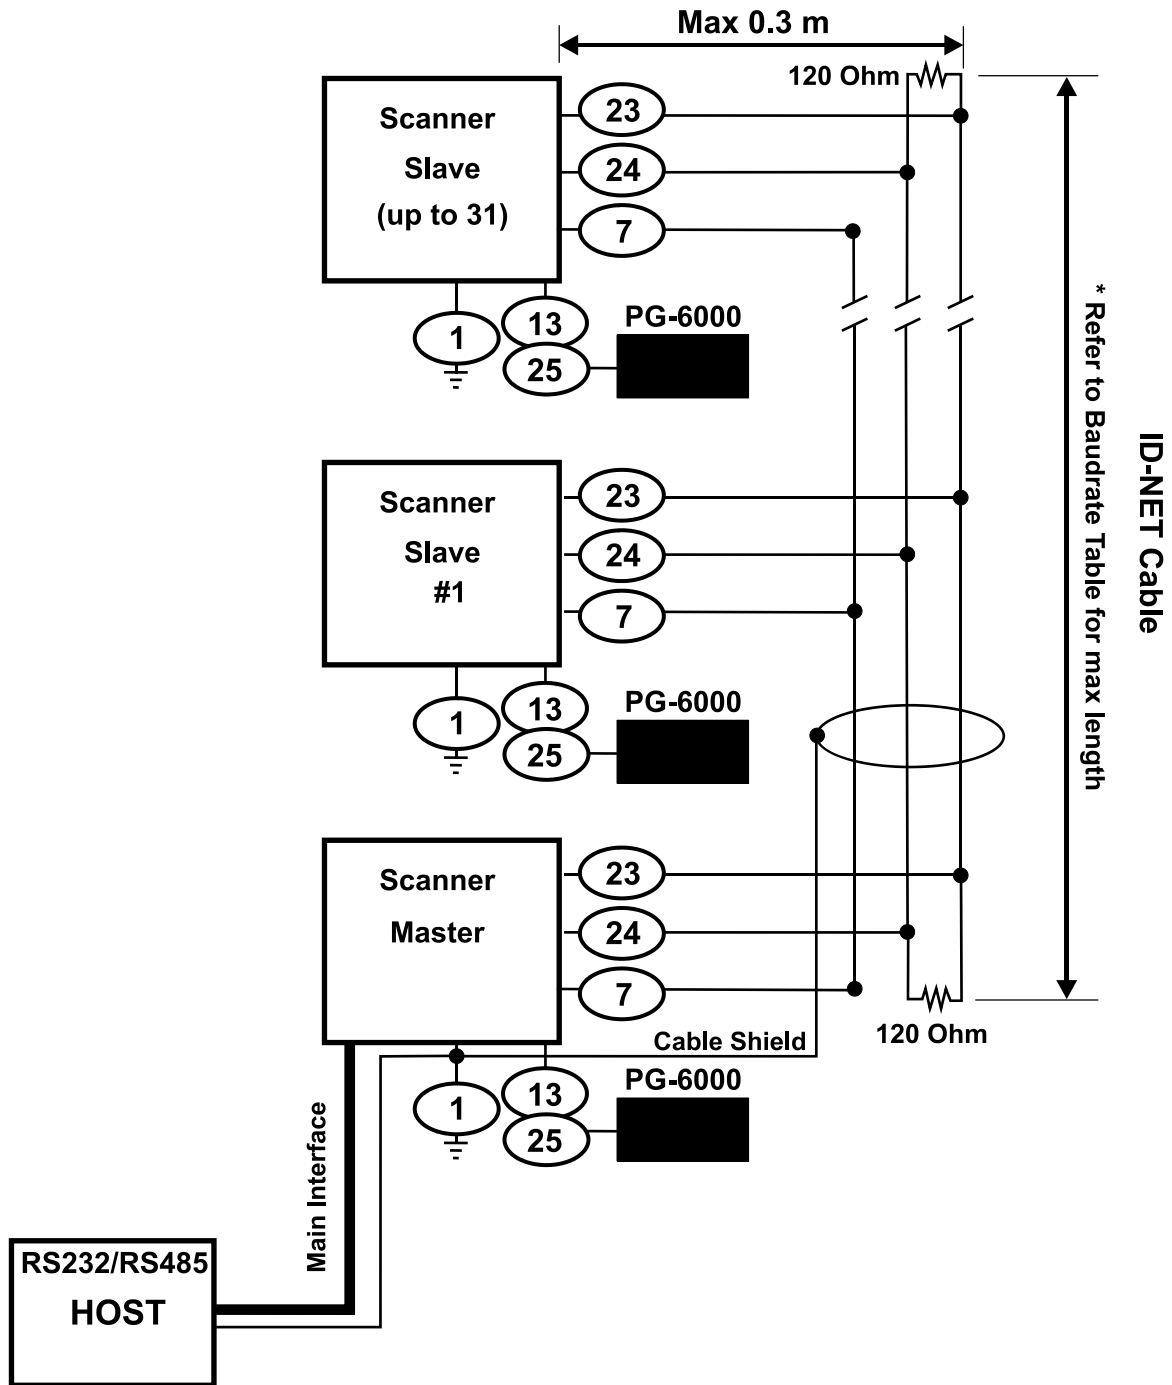 Max 0.3 m
120 Ohm
Scanner
Slave
(up to 31)
23
24
7
1
13
25
PG-6000
Scanner
Slave
#1
23
24
7
1
13
25
PG-6000
Scanner
Master
23
24
7
1
13
25
PG-6000
120 Ohm
Cable Shield
Main Interface
RS232/RS485
HOST
* Refer to Baudrate Table for max length
ID-NET Cable